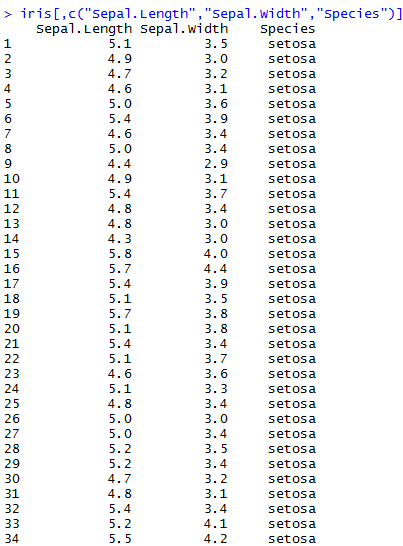 > iris[,c("Sepal.Length","Sepal.Width","Species")]
Sepal.Length Sepal.Width Species
1 5.1 3.5 setosa
2 4.9 3.0 setosa
3 4.7 3.2 setosa
4 4.6 3.1 setosa
5 5.0 3.6 setosa
6 5.4 3.9 setosa
7 4.6 3.4 setosa
8 5.0 3.4 setosa
9 4.4 2.9 setosa
10 4.9 3.1 setosa
11 5.4 3.7 setosa
12 4.8 3.4 setosa
13 4.8 3.0 setosa
14 4.3 3.0 setosa
15 5.8 4.0 setosa
16 5.7 4.4 setosa
17 5.4 3.9 setosa
18 5.1 3.5 setosa
19 5.7 3.8 setosa
20 5.1 3.8 setosa
21 5.4 3.4 setosa
22 5.1 3.7 setosa
23 4.6 3.6 setosa
24 5.1 3.3 setosa
25 4.8 3.4 setosa
26 5.0 3.0 setosa
27 5.0 3.4 setosa
28 5.2 3.5 setosa
29 5.2 3.4 setosa
30 4.7 3.2 setosa
31 4.8 3.1 setosa
32 5.4 3.4 setosa
33 5.2 4.1 setosa
34 5.5 4.2 setosa